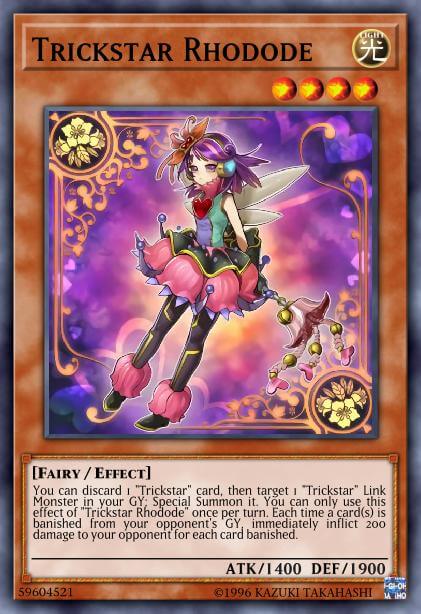 Trickstar Rhodode
LIGHT
光
[Fairy / Effect]
You can discard 1 "Trickstar" card, then target 1 "Trickstar" Link
Monster in your GY; Special Summon it. You can only use this
effect of "Trickstar Rhodode" once per turn. Each time a card(s) is
banished from your opponent's GY, immediately inflict 200
damage to your opponent for each card banished.
ATK/1400 DEF/1900
59604521
©1996 KAZUKI TAKAHASHI